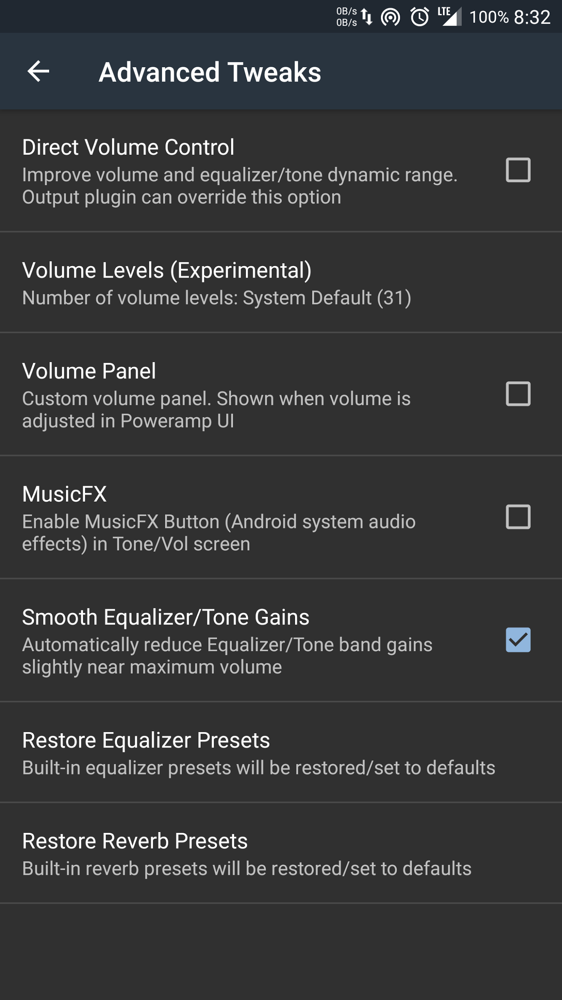 0B/s
0B/s
LTE
100% 8:32
Advanced Tweaks
Direct Volume Control
Improve volume and equalizer/tone dynamic range.
Output plugin can override this option
Volume Levels (Experimental)
Number of volume levels: System Default (31)
Volume Panel
Custom volume panel. Shown when volume is
adjusted in Poweramp UI
MusicFX
Enable MusicFX Button (Android system audio
effects) in Tone/Vol screen
Smooth Equalizer/Tone Gains
Automatically reduce Equalizer/Tone band gains
slightly near maximum volume
Restore Equalizer Presets
Built-in equalizer presets will be restored/set to defaults
Restore Reverb Presets
Built-in reverb presets will be restored/set to defaults